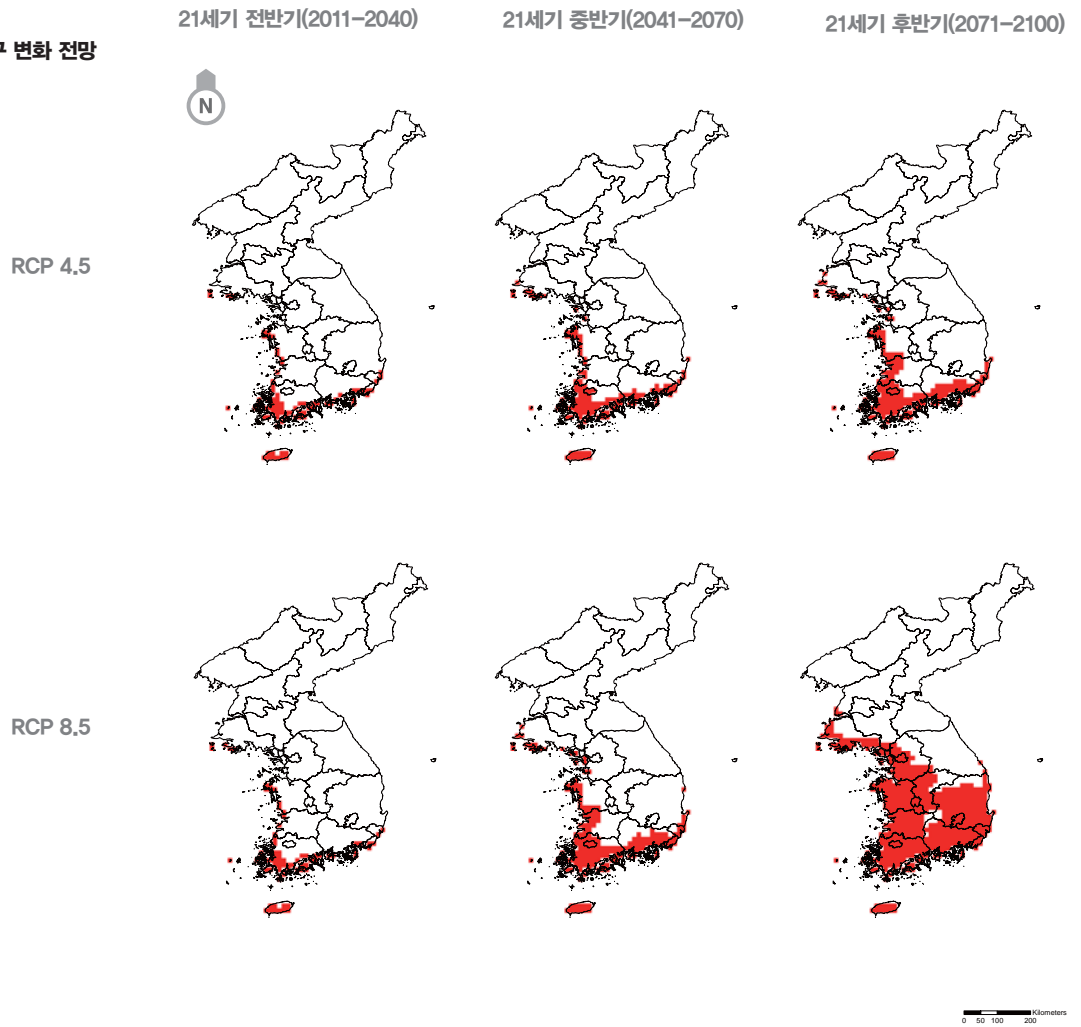 21세기 전반기(2011-2040)
21세기 중반기(2041-2070)
21세기 후반기(2071-2100)
변화 전망
N
RCP 4.5
RCP 8.5
Kilometers
0 50 100 200